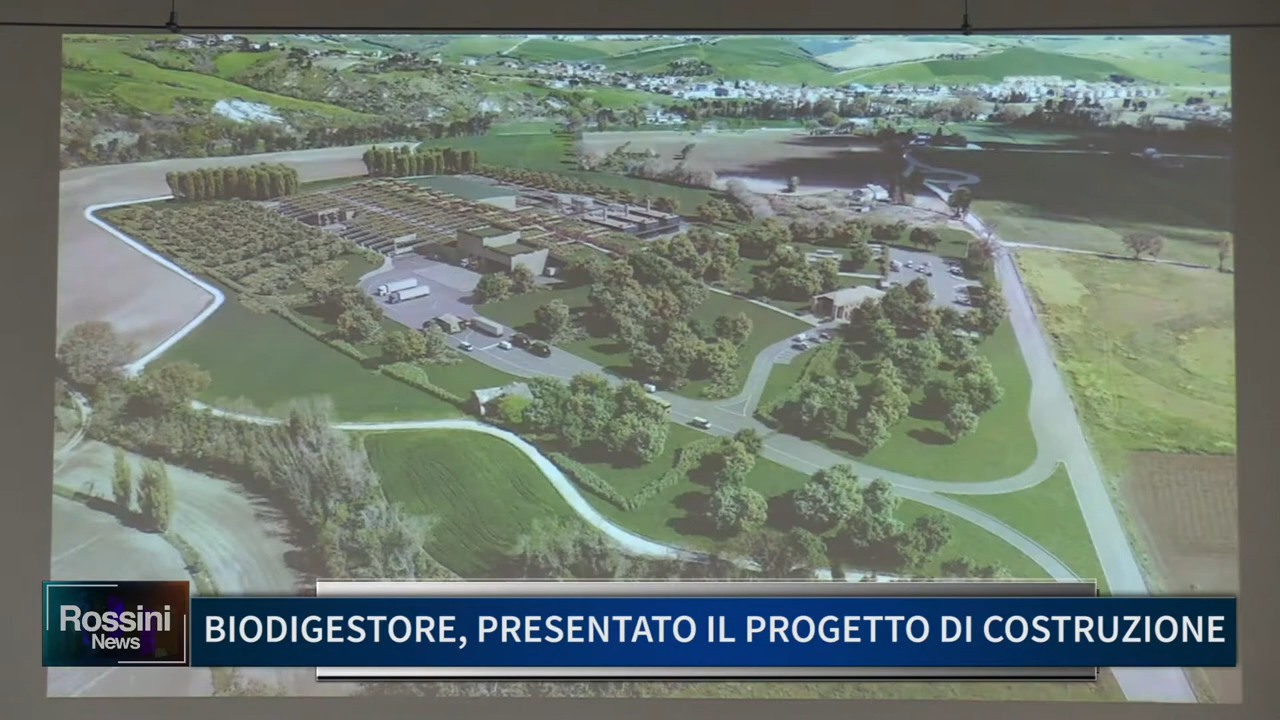 Rossini
News
BIODIGESTORE, PRESENTATO IL PROGETTO DI COSTRUZIONE